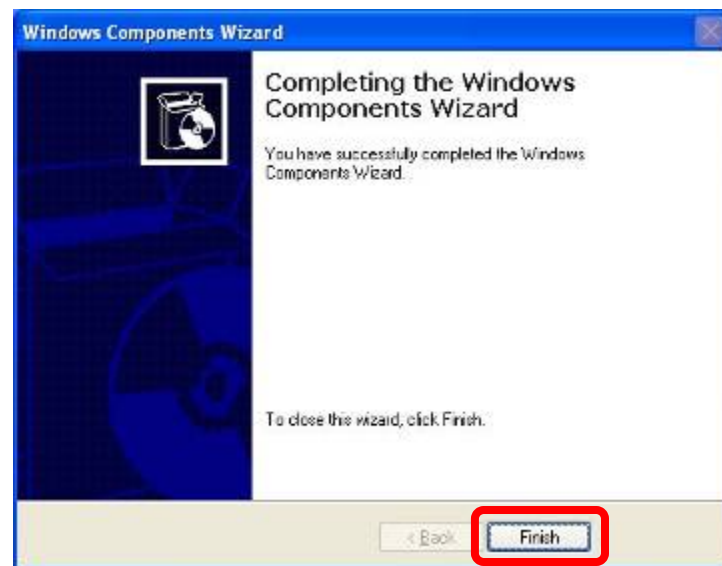 Windows Components Wizard
Completing the Windows
Components Wizard
You have successfully completed the Windows
Components Wizard.
To close this wizard, click Finish.
< Back
Finish